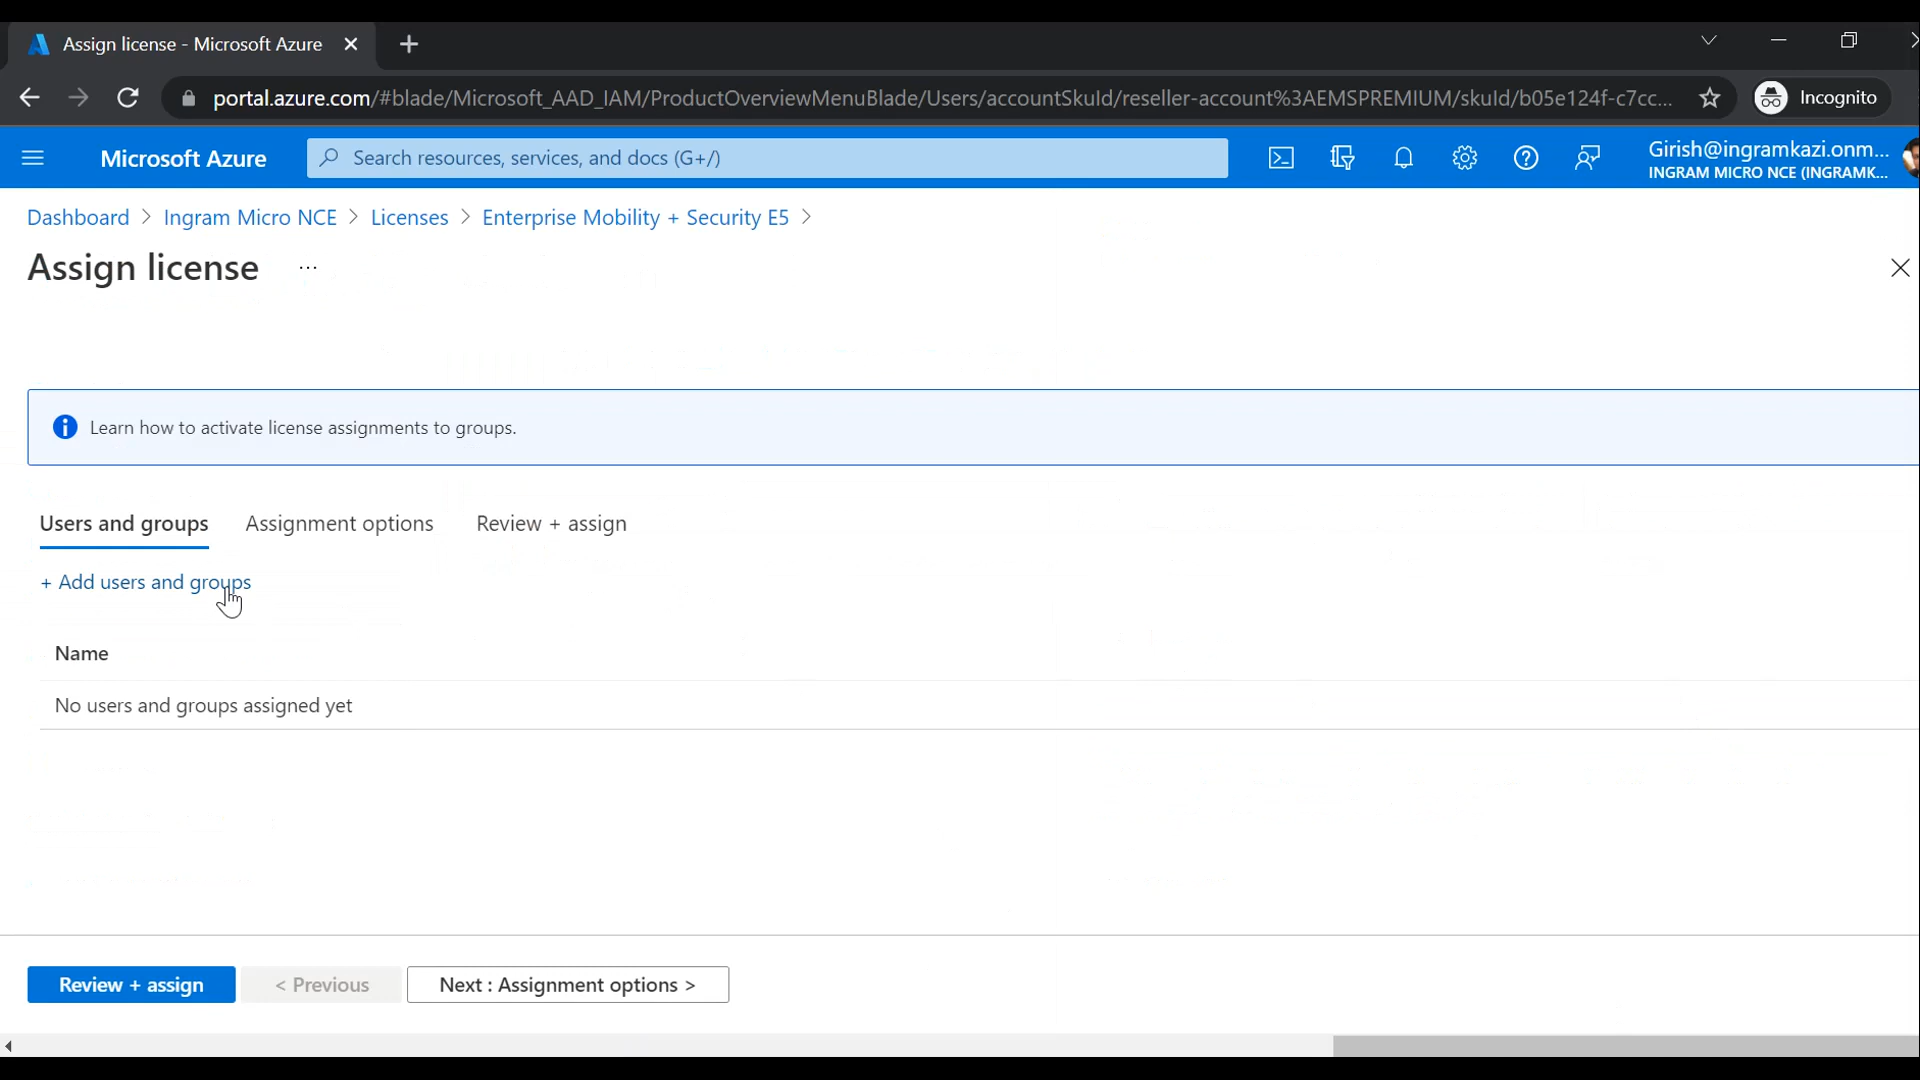 Assign license - Microsoft Azure
portal.azure.com/#blade/Microsoft_AAD_IAM/ProductOverviewMenuBlade/Users/accountSkuId/reseller-account%3AEMSPREMIUM/skuId/b05e124f-c7cc...
Incognito
Microsoft Azure
Search resources, services, and docs (G+/)
Girish@ingramkazi.onm...
INGRAM MICRO NCE (INGRAMK...
Dashboard > Ingram Micro NCE > Licenses > Enterprise Mobility + Security E5 >
Assign license ...
Learn how to activate license assignments to groups.
Users and groups Assignment options Review + assign
+ Add users and groups
Name
No users and groups assigned yet
Review + assign < Previous Next : Assignment options >